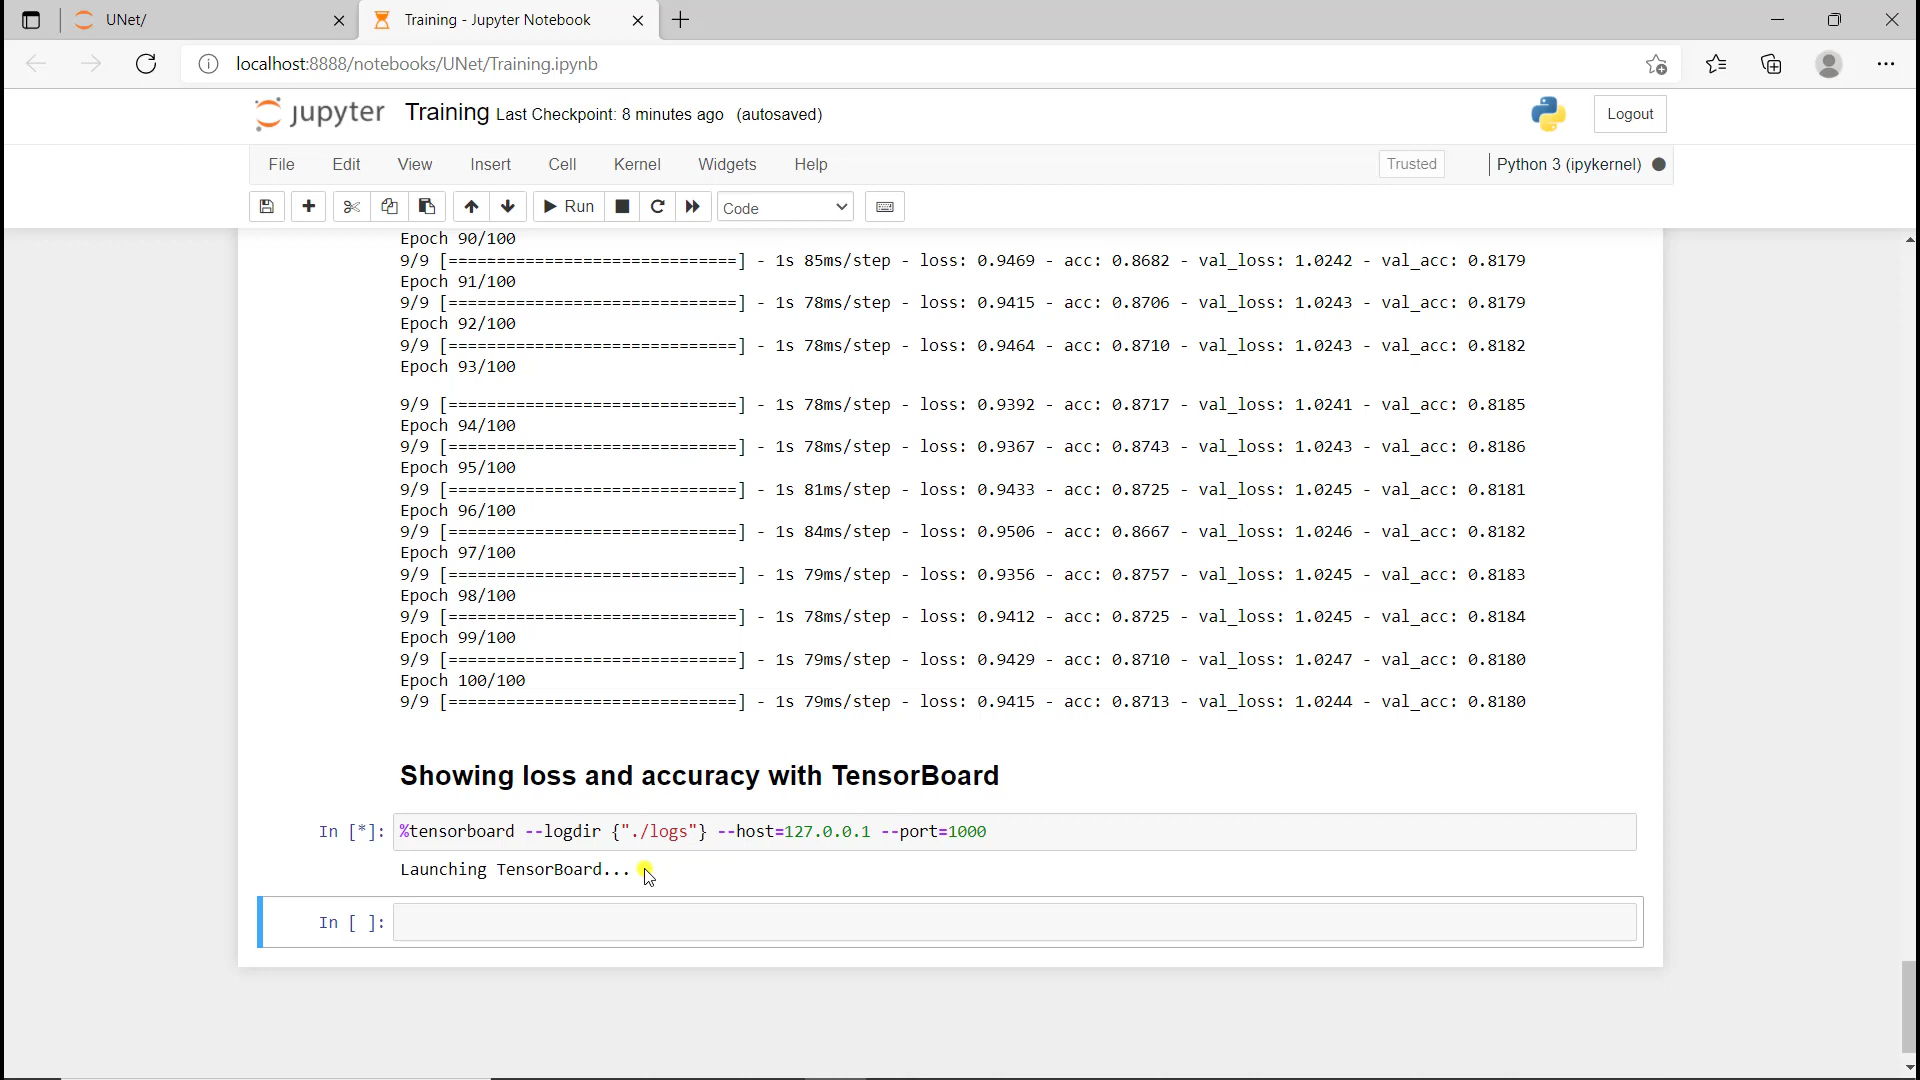 UNet/
Training - Jupyter Notebook
localhost:8888/notebooks/UNet/Training.ipynb
jupyter Training Last Checkpoint: 8 minutes ago (autosaved) Logout
File Edit View Insert Cell Kernel Widgets Help Trusted Python 3 (ipykernel)
Run Code
Epoch 90/100
9/9 [==============================] - 1s 85ms/step - loss: 0.9469 - acc: 0.8682 - val_loss: 1.0242 - val_acc: 0.8179
Epoch 91/100
9/9 [==============================] - 1s 78ms/step - loss: 0.9415 - acc: 0.8706 - val_loss: 1.0243 - val_acc: 0.8179
Epoch 92/100
9/9 [==============================] - 1s 78ms/step - loss: 0.9464 - acc: 0.8710 - val_loss: 1.0243 - val_acc: 0.8182
Epoch 93/100
9/9 [==============================] - 1s 78ms/step - loss: 0.9392 - acc: 0.8717 - val_loss: 1.0241 - val_acc: 0.8185
Epoch 94/100
9/9 [==============================] - 1s 78ms/step - loss: 0.9367 - acc: 0.8743 - val_loss: 1.0243 - val_acc: 0.8186
Epoch 95/100
9/9 [==============================] - 1s 81ms/step - loss: 0.9433 - acc: 0.8725 - val_loss: 1.0245 - val_acc: 0.8181
Epoch 96/100
9/9 [==============================] - 1s 84ms/step - loss: 0.9506 - acc: 0.8667 - val_loss: 1.0246 - val_acc: 0.8182
Epoch 97/100
9/9 [==============================] - 1s 79ms/step - loss: 0.9356 - acc: 0.8757 - val_loss: 1.0245 - val_acc: 0.8183
Epoch 98/100
9/9 [==============================] - 1s 78ms/step - loss: 0.9412 - acc: 0.8725 - val_loss: 1.0245 - val_acc: 0.8184
Epoch 99/100
9/9 [==============================] - 1s 79ms/step - loss: 0.9429 - acc: 0.8710 - val_loss: 1.0247 - val_acc: 0.8180
Epoch 100/100
9/9 [==============================] - 1s 79ms/step - loss: 0.9415 - acc: 0.8713 - val_loss: 1.0244 - val_acc: 0.8180
Showing loss and accuracy with TensorBoard
In [*]: %tensorboard --logdir {"./logs"} --host=127.0.0.1 --port=1000
Launching TensorBoard...
In [ ]: